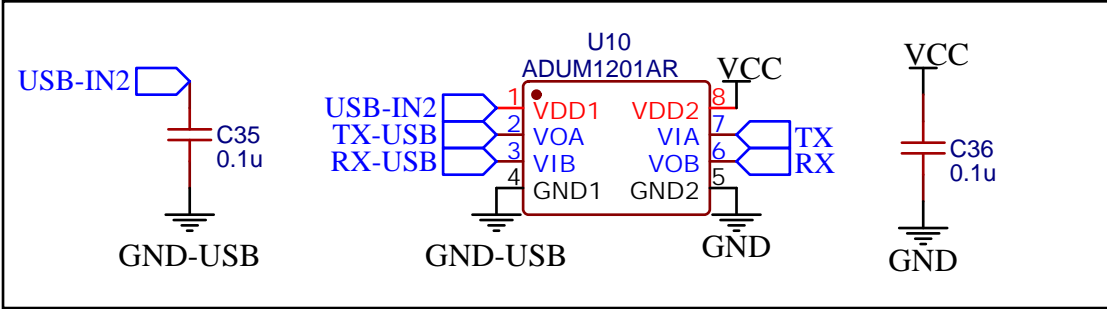 USB-IN2
C35
0.1u
GND-USB
U10
ADUM1201AR
USB-IN2 1 VDD1 VDD2 8 VCC
TX-USB 2 VOA VIA 7 TX
RX-USB 3 VIB VOB 6 RX
4 GND1 GND2 5
GND-USB
GND
VCC
C36
0.1u
GND